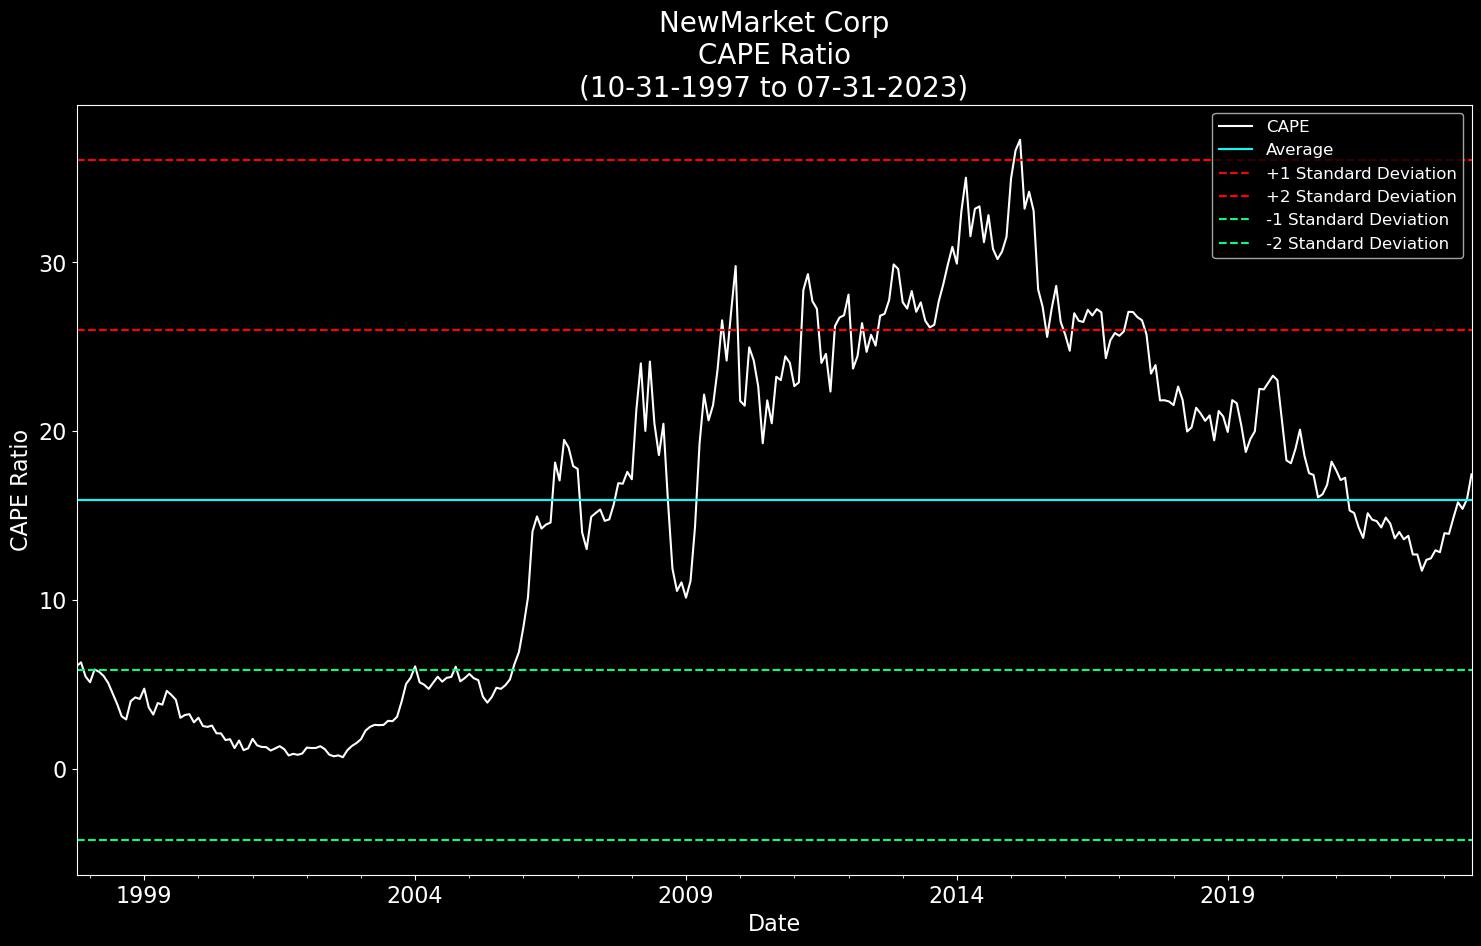 NewMarket Corp
CAPE Ratio
(10-31-1997 to 07-31-2023)
CAPE
Average
+1 Standard Deviation
+2 Standard Deviation
-1 Standard Deviation
-2 Standard Deviation
CAPE Ratio
30
20
10
0
1999
2004
2009
2014
2019
Date